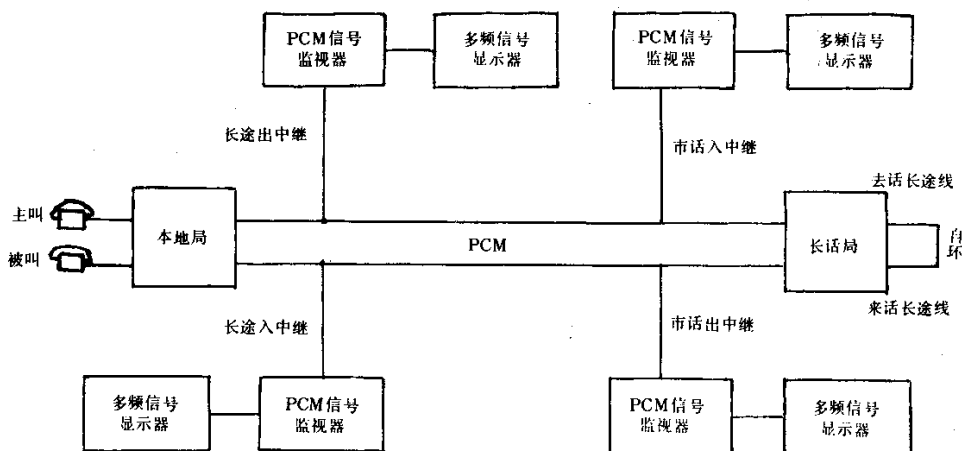 PCM信号
监视器
多频信号
显示器
PCM信号
监视器
多频信号
显示器
长途出中继
市话入中继
去话长途线
主叫
本地局
PCM
长话局
自
环
被叫
来话长途线
长途入中继
市话出中继
多频信号
显示器
PCM信号
监视器
PCM信号
监视器
多频信号
显示器